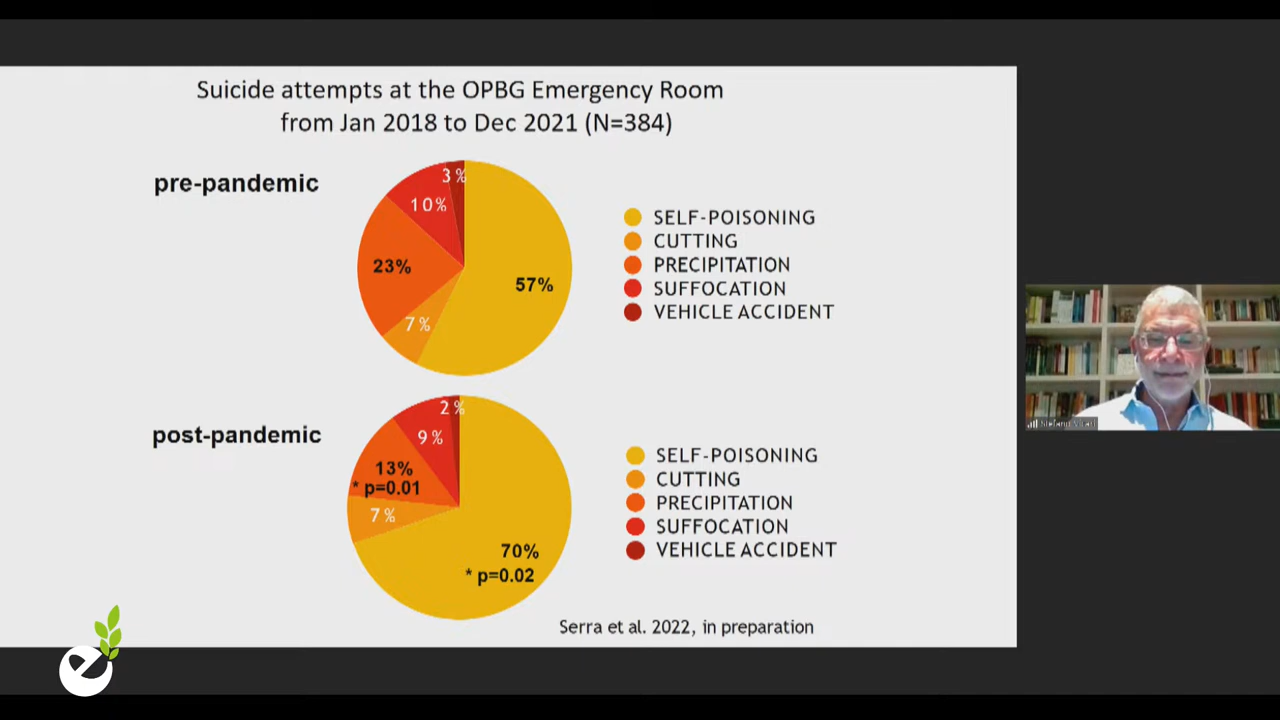 Suicide attempts at the OPBG Emergency Room
from Jan 2018 to Dec 2021 (N=384)
pre-pandemic
3%
10%
23%
57%
7%
SELF-POISONING
CUTTING
PRECIPITATION
SUFFOCATION
VEHICLE ACCIDENT
post-pandemic
2%
9%
13%
* p=0.01
7%
70%
* p=0.02
SELF-POISONING
CUTTING
PRECIPITATION
SUFFOCATION
VEHICLE ACCIDENT
Serra et al. 2022, in preparation
e